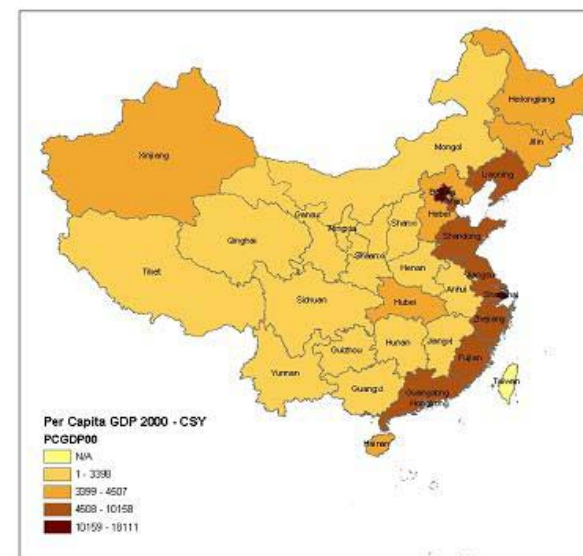 Heilongjiang
Jilin
Xinjiang
Mongol
Liaoning
Gansu
Hebei
Ningxia
Shanxi
Qinghai
Shandong
Shaanxi
Tibet
Henan
Jiangsu
Anhui
Sichuan
Hubei
Shanghai
Zhejiang
Guizhou
Hunan
Jiangxi
Fujian
Yunnan
Guangxi
Guangdong
Taiwan
Hongkong
Hainan
Per Capita GDP 2000 - CSY
PCGDP00
N/A
1 - 3398
3399 - 4507
4508 - 10158
10159 - 18111